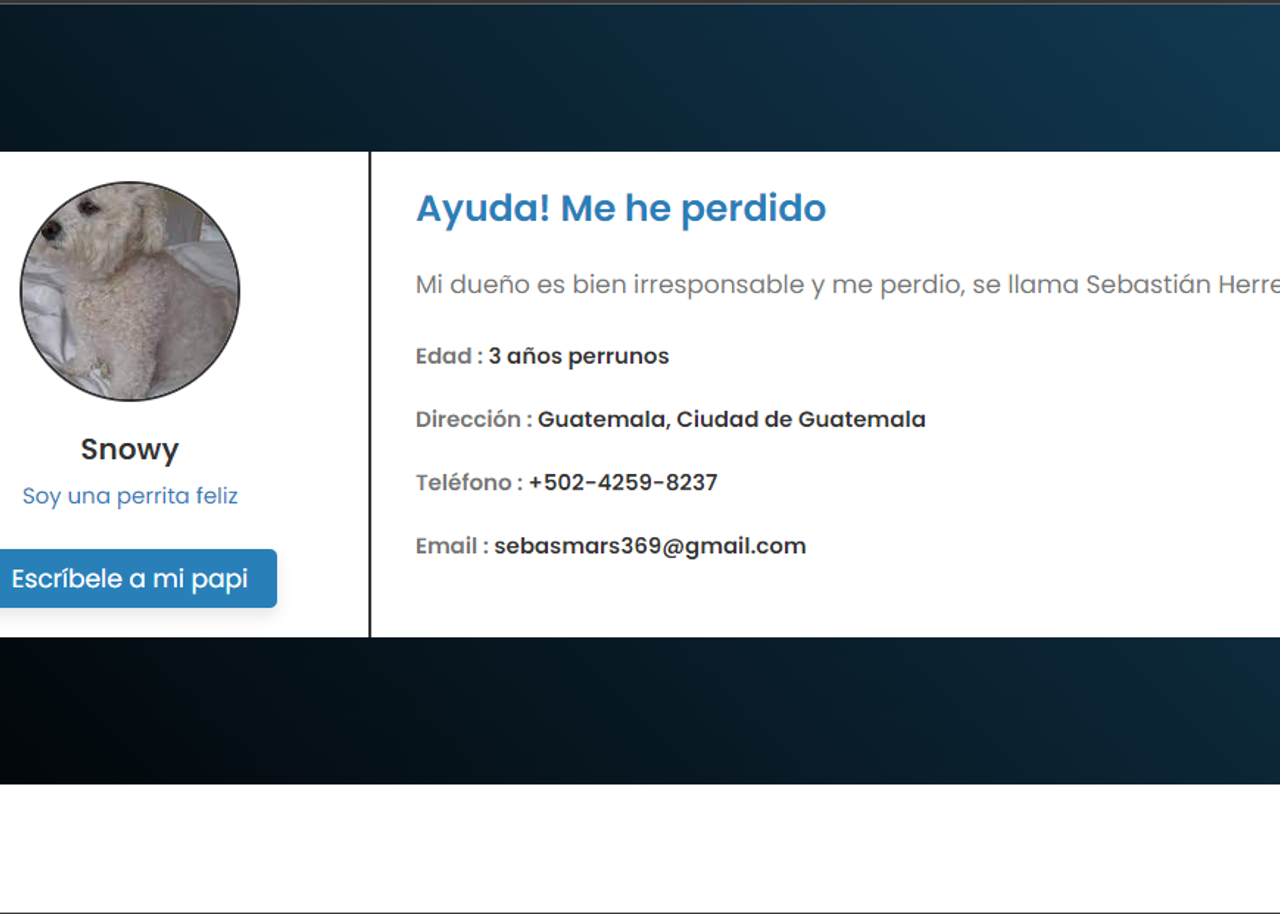 Snowy
Soy una perrita feliz
Escríbele a mi papi
Ayuda! Me he perdido
Mi dueño es bien irresponsable y me perdio, se llama Sebastián Herre
Edad : 3 años perrunos
Dirección : Guatemala, Ciudad de Guatemala
Teléfono : +502-4259-8237
Email : sebasmars369@gmail.com